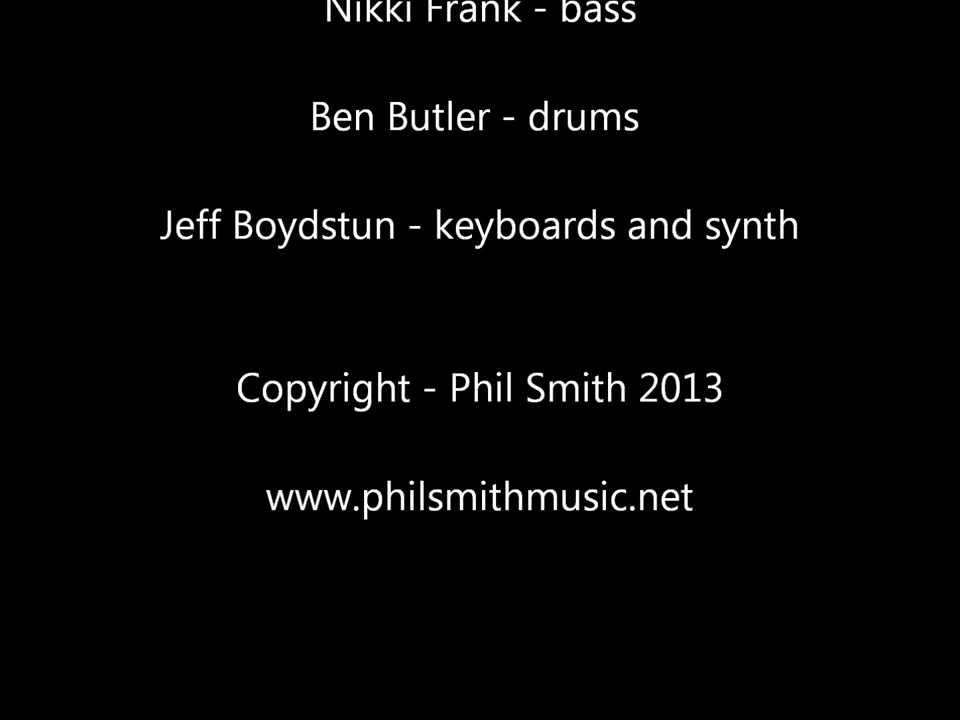 Nikki Frank - bass
Ben Butler - drums
Jeff Boydstun - keyboards and synth
Copyright - Phil Smith 2013
www.philsmithmusic.net